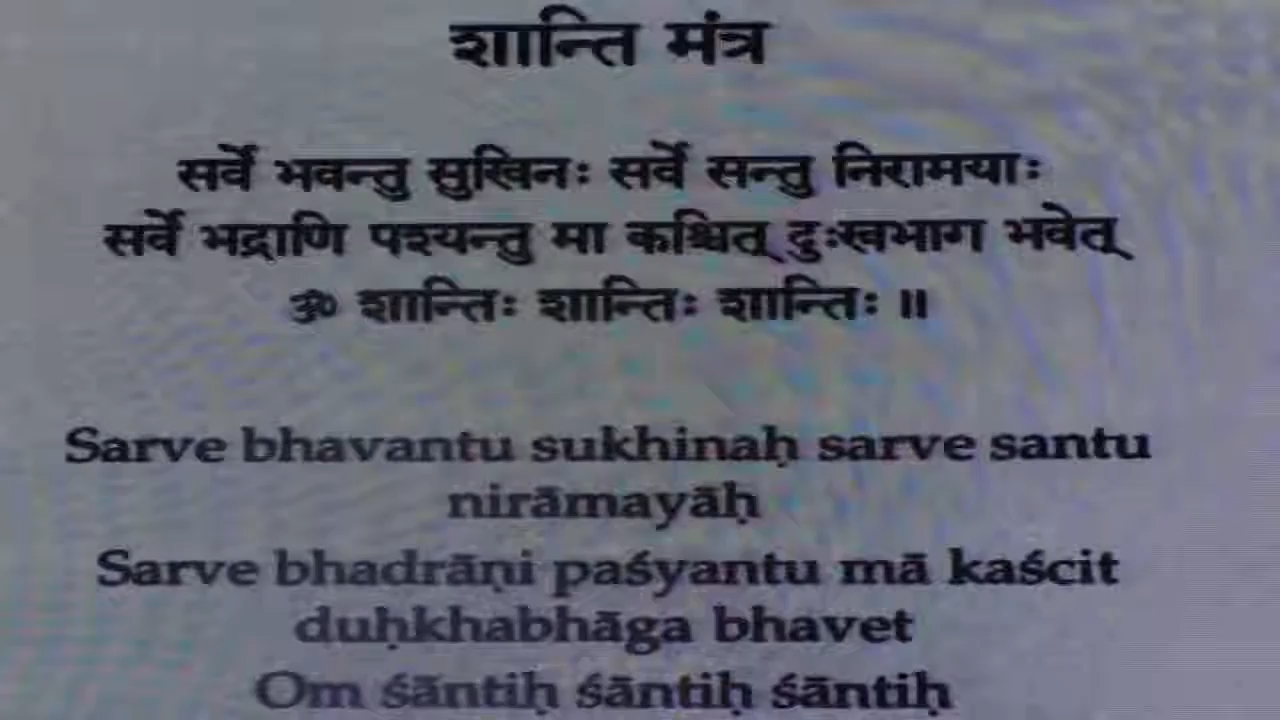 शान्ति मंत्र
सर्वे भवन्तु सुखिनः सर्वे सन्तु निरामयाः
सर्वे भद्राणि पश्यन्तु मा कश्चित् दुःखभाग भवेत्
ॐ शान्तिः शान्तिः शान्तिः ॥
Sarve bhavantu sukhinaḥ sarve santu
nirāmayāḥ
Sarve bhadrāṇi paśyantu mā kaścit
duḥkhabhāga bhavet
Om śāntiḥ śāntiḥ śāntiḥ